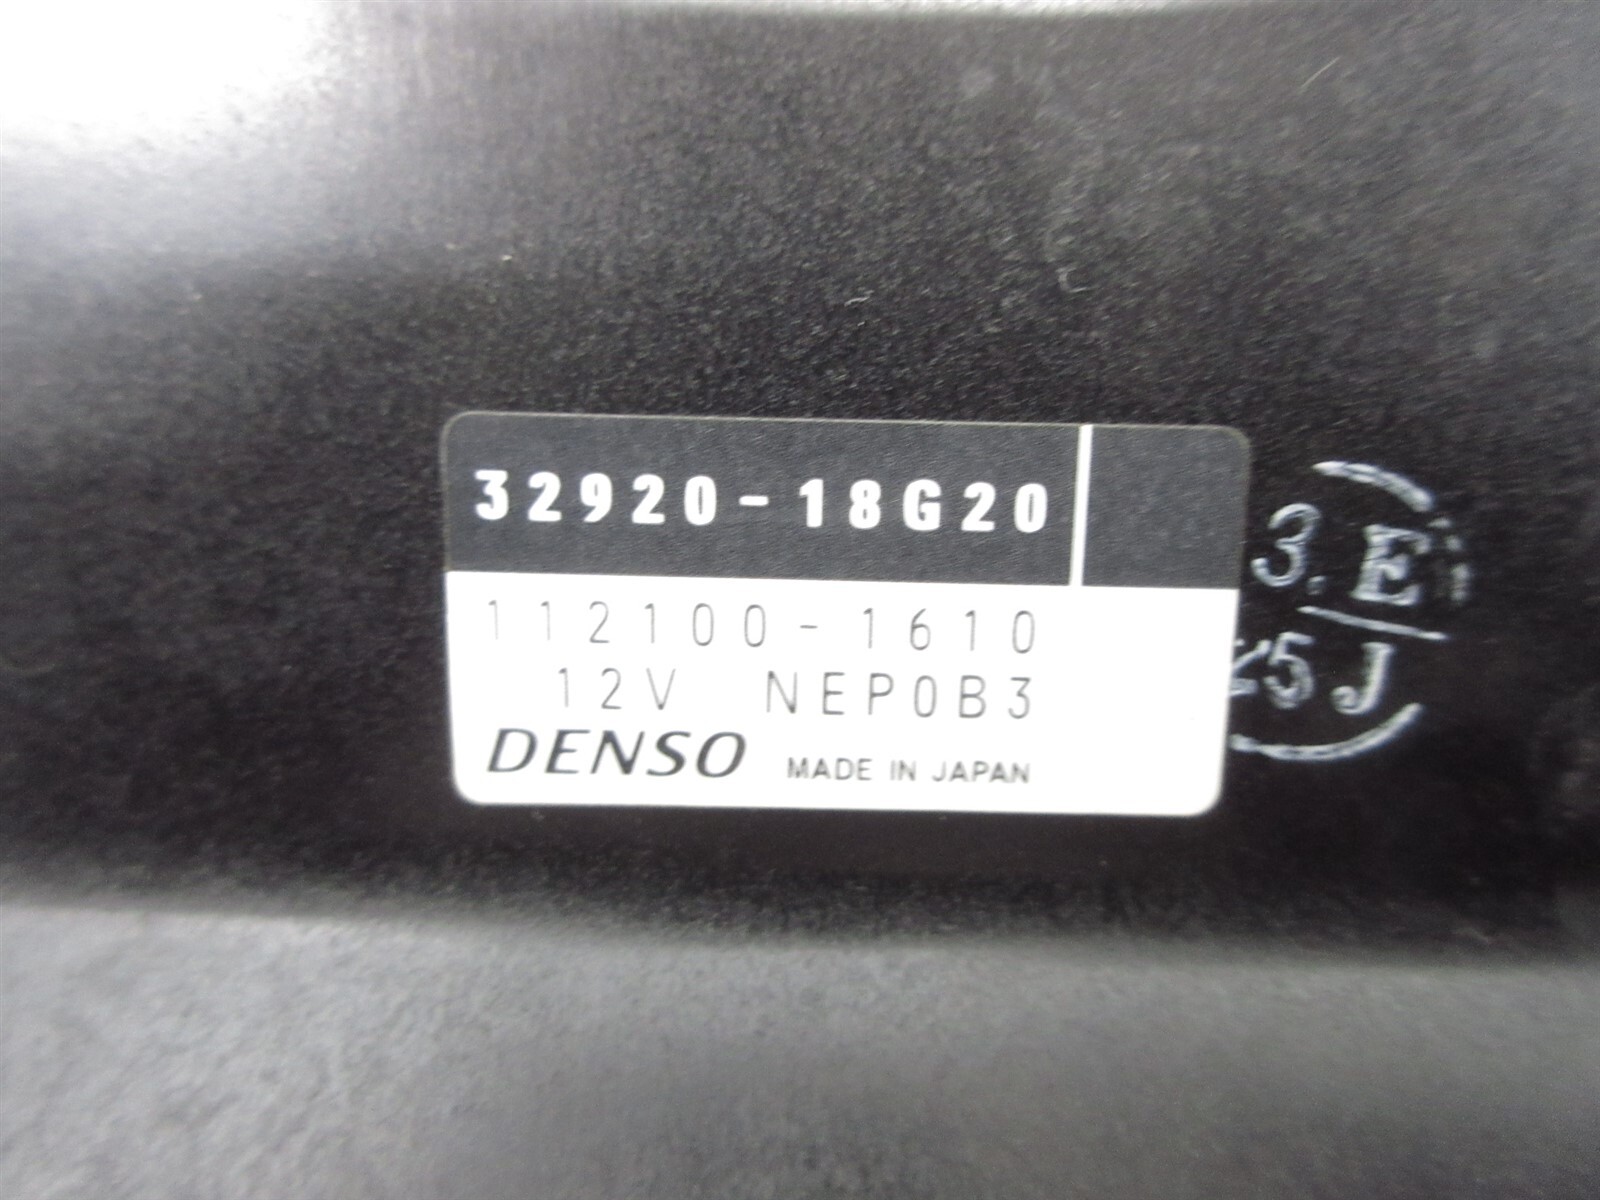 32920-18G20
112100-1610
12V NEP0B3
DENSO MADE IN JAPAN
3.E
5J